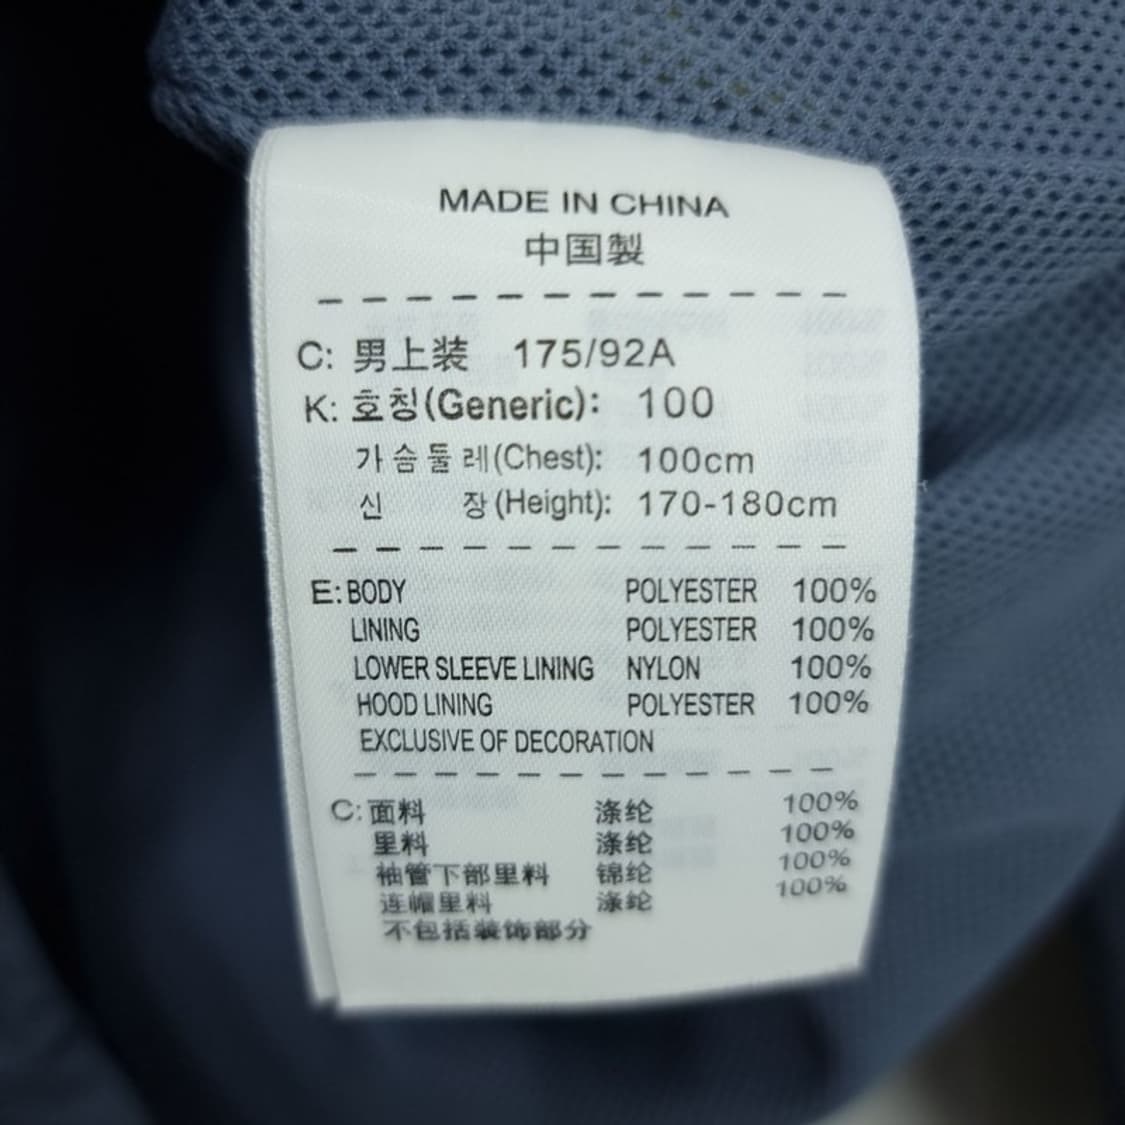 MADE IN CHINA
中国製
C: 男上装 175/92A
K: 호칭(Generic): 100
가슴둘레(Chest): 100cm
신 장(Height): 170-180cm
E: BODY POLYESTER 100%
LINING POLYESTER 100%
LOWER SLEEVE LINING NYLON 100%
HOOD LINING POLYESTER 100%
EXCLUSIVE OF DECORATION
C: 面料 涤纶 100%
里料 涤纶 100%
袖管下部里料 锦纶 100%
连帽里料 涤纶 100%
不包括装饰部分